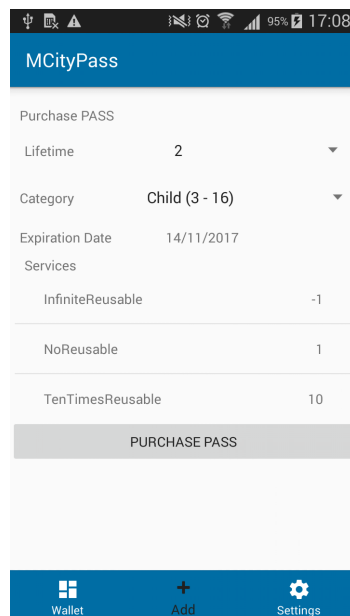 95% 17:08
MCityPass
Purchase PASS
Lifetime 2
Category Child (3 - 16)
Expiration Date 14/11/2017
Services
InfiniteReusable -1
NoReusable 1
TenTimesReusable 10
PURCHASE PASS
Wallet Add Settings